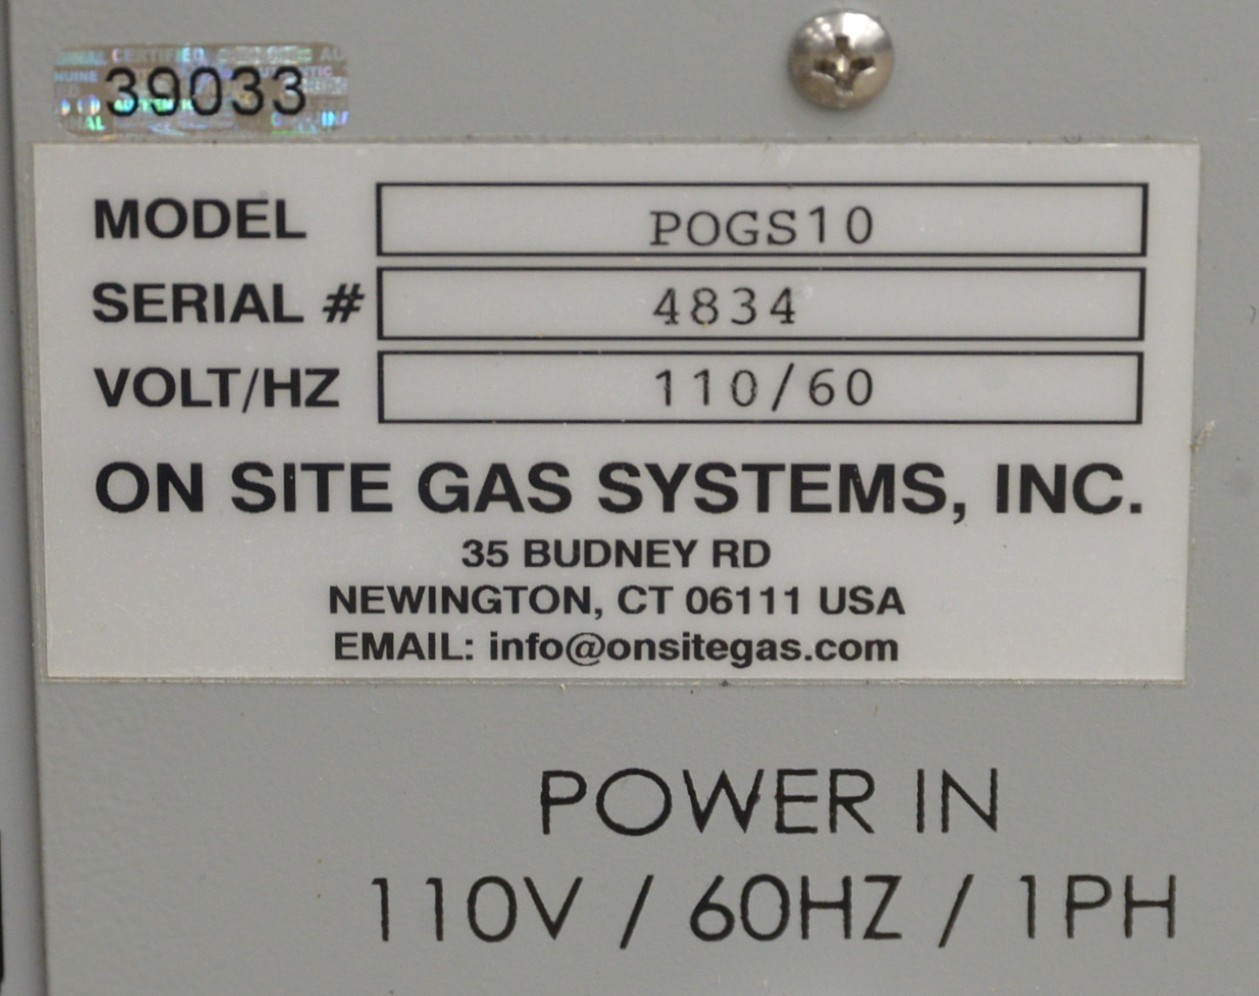 39033
MODEL POGS10
SERIAL # 4834
VOLT/HZ 110/60
ON SITE GAS SYSTEMS, INC.
35 BUDNEY RD
NEWINGTON, CT 06111 USA
EMAIL: info@onsitegas.com
POWER IN
110V / 60HZ / 1PH